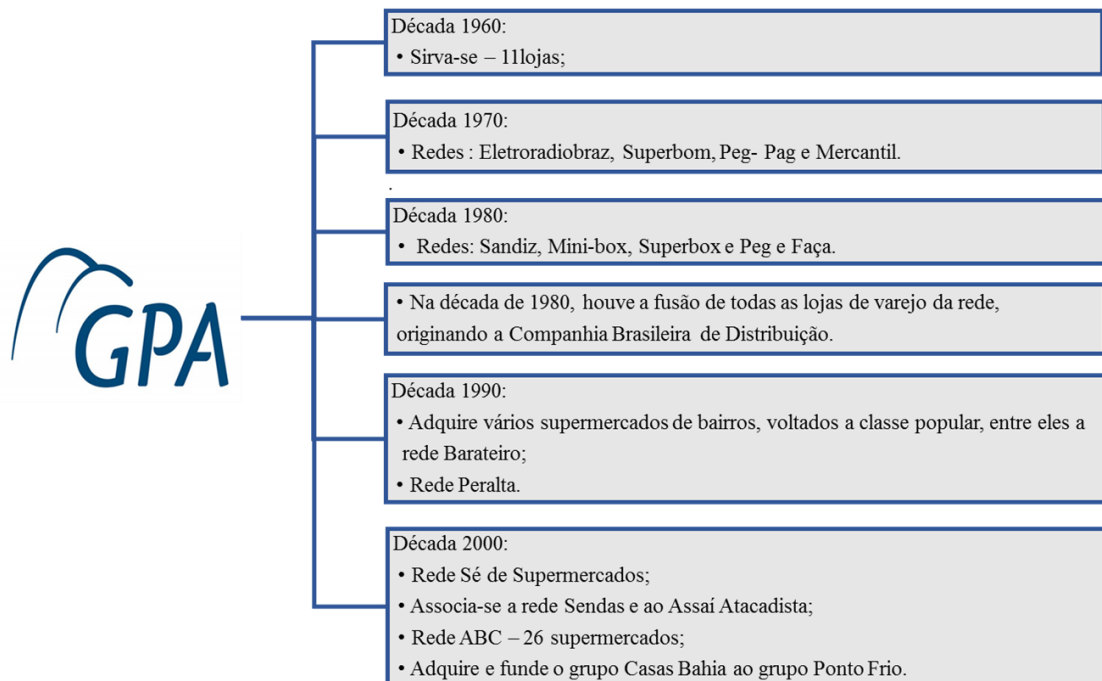 Década 1960:
• Sirva-se – 11lojas;
Década 1970:
• Redes : Eletroradiobraz, Superbom, Peg- Pag e Mercantil.
.
Década 1980:
• Redes: Sandiz, Mini-box, Superbox e Peg e Faça.
GPA
• Na década de 1980, houve a fusão de todas as lojas de varejo da rede,
originando a Companhia Brasileira de Distribuição.
Década 1990:
• Adquire vários supermercados de bairros, voltados a classe popular, entre eles a
rede Barateiro;
• Rede Peralta.
Década 2000:
• Rede Sé de Supermercados;
• Associa-se a rede Sendas e ao Assaí Atacadista;
• Rede ABC – 26 supermercados;
• Adquire e funde o grupo Casas Bahia ao grupo Ponto Frio.